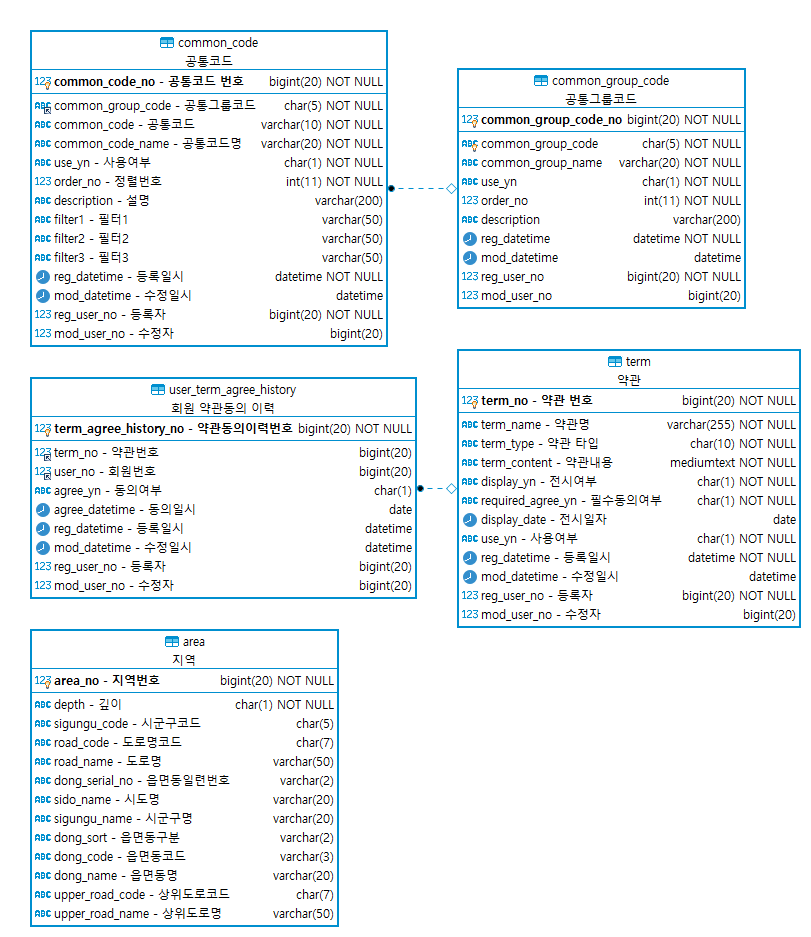 common_code
공통코드
123 common_code_no - 공통코드 번호 bigint(20) NOT NULL
ABC common_group_code - 공통그룹코드 char(5) NOT NULL
ABC common_code - 공통코드 varchar(10) NOT NULL
ABC common_code_name - 공통코드명 varchar(20) NOT NULL
ABC use_yn - 사용여부 char(1) NOT NULL
123 order_no - 정렬번호 int(11) NOT NULL
ABC description - 설명 varchar(200)
ABC filter1 - 필터1 varchar(50)
ABC filter2 - 필터2 varchar(50)
ABC filter3 - 필터3 varchar(50)
reg_datetime - 등록일시 datetime NOT NULL
mod_datetime - 수정일시 datetime
123 reg_user_no - 등록자 bigint(20) NOT NULL
123 mod_user_no - 수정자 bigint(20)
common_group_code
공통그룹코드
123 common_group_code_no bigint(20) NOT NULL
ABC common_group_code char(5) NOT NULL
ABC common_group_name varchar(20) NOT NULL
ABC use_yn char(1) NOT NULL
123 order_no int(11) NOT NULL
ABC description varchar(200)
reg_datetime datetime NOT NULL
mod_datetime datetime
123 reg_user_no bigint(20) NOT NULL
123 mod_user_no bigint(20)
user_term_agree_history
회원 약관동의 이력
123 term_agree_history_no - 약관동의이력번호 bigint(20) NOT NULL
123 term_no - 약관번호 bigint(20)
123 user_no - 회원번호 bigint(20)
ABC agree_yn - 동의여부 char(1)
agree_datetime - 동의일시 date
reg_datetime - 등록일시 datetime
mod_datetime - 수정일시 datetime
123 reg_user_no - 등록자 bigint(20)
123 mod_user_no - 수정자 bigint(20)
term
약관
123 term_no - 약관 번호 bigint(20) NOT NULL
ABC term_name - 약관명 varchar(255) NOT NULL
ABC term_type - 약관 타입 char(10) NOT NULL
ABC term_content - 약관내용 mediumtext NOT NULL
ABC display_yn - 전시여부 char(1) NOT NULL
ABC required_agree_yn - 필수동의여부 char(1) NOT NULL
display_date - 전시일자 date
ABC use_yn - 사용여부 char(1) NOT NULL
reg_datetime - 등록일시 datetime NOT NULL
mod_datetime - 수정일시 datetime
123 reg_user_no - 등록자 bigint(20) NOT NULL
123 mod_user_no - 수정자 bigint(20)
area
지역
123 area_no - 지역번호 bigint(20) NOT NULL
ABC depth - 깊이 char(1) NOT NULL
ABC sigungu_code - 시군구코드 char(5)
ABC road_code - 도로명코드 char(7)
ABC road_name - 도로명 varchar(50)
ABC dong_serial_no - 읍면동일련번호 varchar(2)
ABC sido_name - 시도명 varchar(20)
ABC sigungu_name - 시군구명 varchar(20)
ABC dong_sort - 읍면동구분 varchar(2)
ABC dong_code - 읍면동코드 varchar(3)
ABC dong_name - 읍면동명 varchar(20)
ABC upper_road_code - 상위도로코드 char(7)
ABC upper_road_name - 상위도로명 varchar(50)